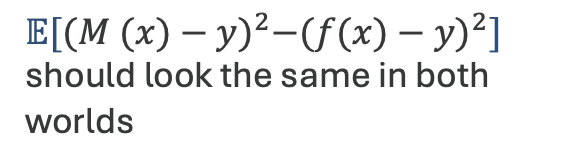 𝔼[(M (x) – y)²–(f(x) – y)²]
should look the same in both
worlds